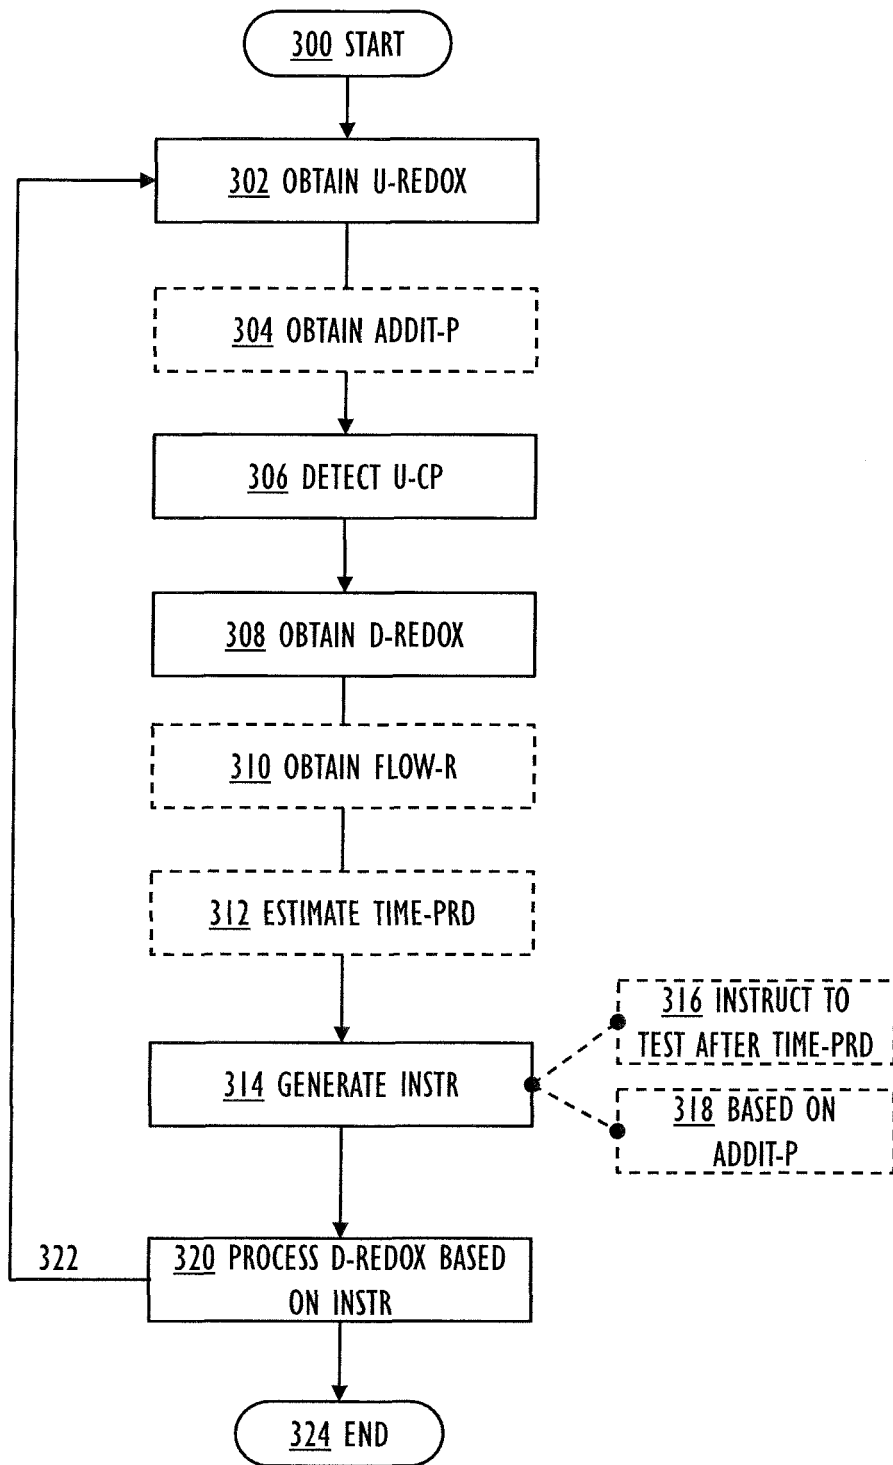 300 START
302 OBTAIN U-REDOX
304 OBTAIN ADDIT-P
306 DETECT U-CP
308 OBTAIN D-REDOX
310 OBTAIN FLOW-R
312 ESTIMATE TIME-PRD
316 INSTRUCT TO
TEST AFTER TIME-PRD
314 GENERATE INSTR
318 BASED ON
ADDIT-P
322
320 PROCESS D-REDOX BASED
ON INSTR
324 END